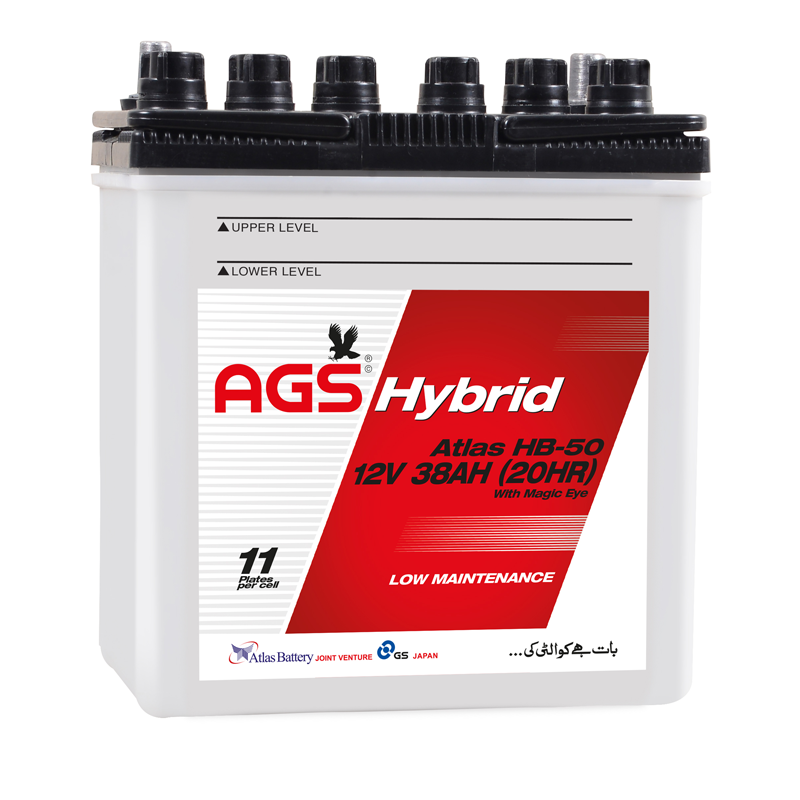 ▲UPPER LEVEL
▲LOWER LEVEL
AGS ® ©
Hybrid
Atlas HB-50
12V 38AH (20HR)
With Magic Eye
11
Plates
per cell
LOW MAINTENANCE
Atlas Battery JOINT VENTURE GS JAPAN
بات ہے کوالٹی کی...